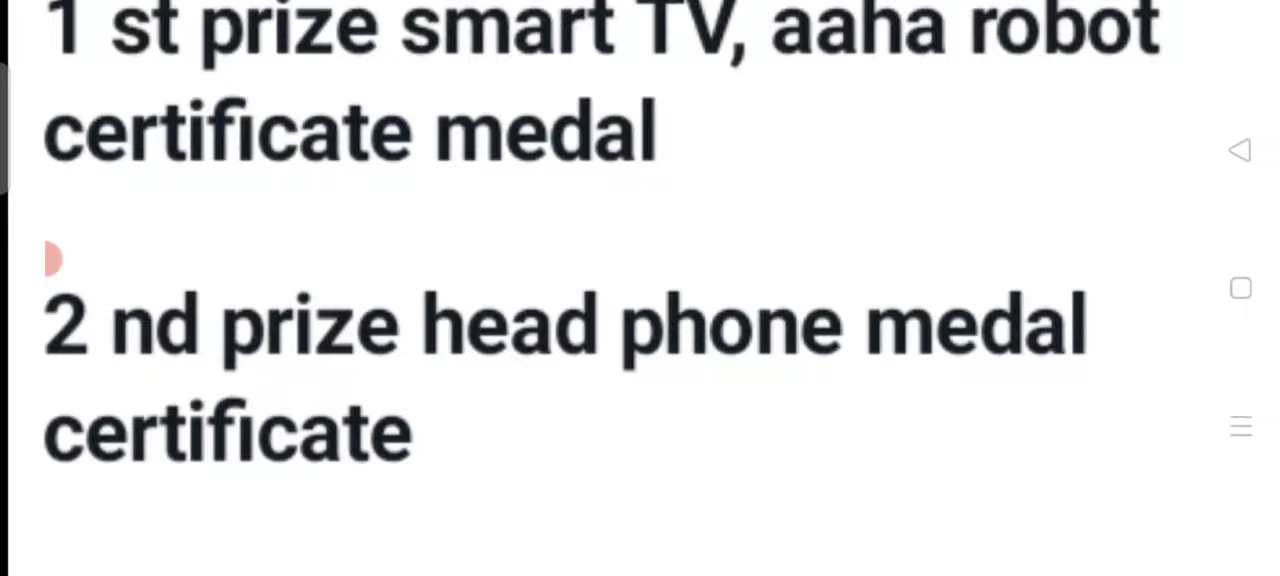 1 st prize smart TV, aaha robot
certificate medal
2 nd prize head phone medal
certificate